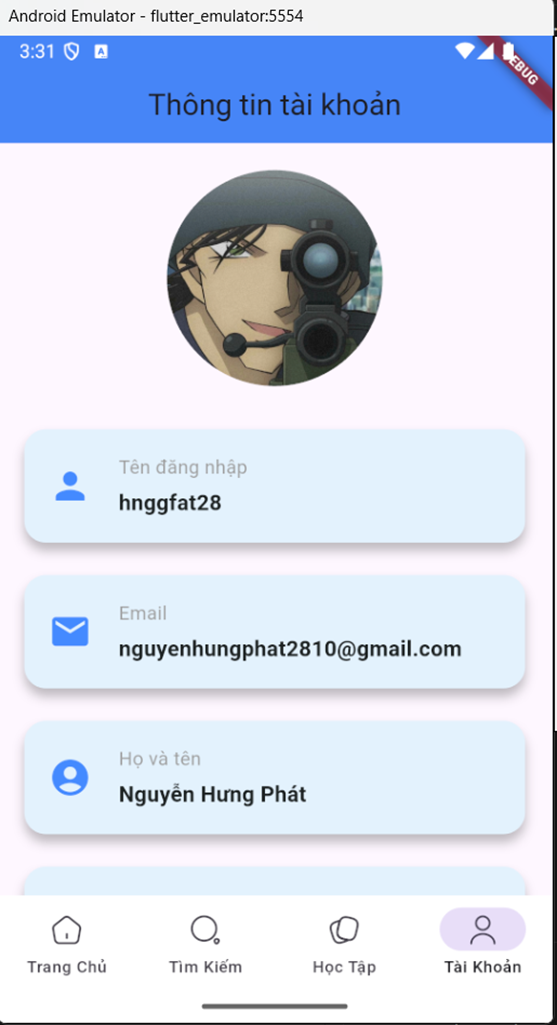 Android Emulator - flutter_emulator:5554
3:31
A
DEBUG
Thông tin tài khoản
Tên đăng nhập
hnggfat28
Email
nguyenhungphat2810@gmail.com
Họ và tên
Nguyễn Hưng Phát
Trang Chủ
Tìm Kiếm
Học Tập
Tài Khoản